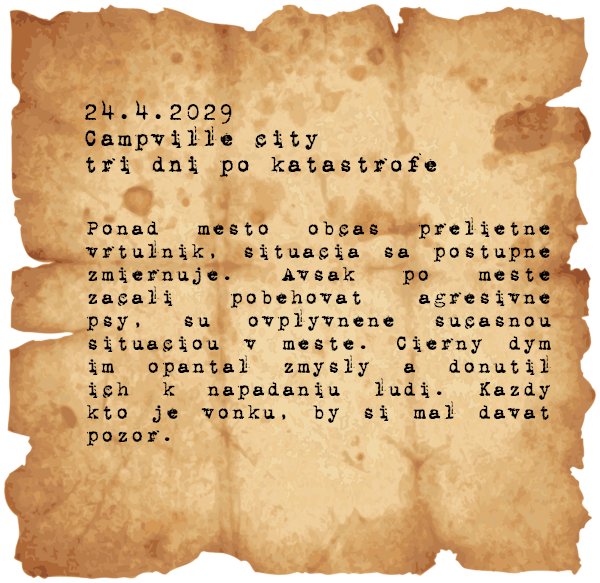 24.4.2029
Campville city
tri dni po katastrofe
Ponad mesto obcas prelietne
vrtulnik, situacia sa postupne
zmiernuje. Avsak po meste
zacali pobehovat agresivne
psy, su ovplyvnene sucasnou
situaciou v meste. Cierny dym
im opantal zmysly a donutil
ich k napadaniu ludi. Kazdy
kto je vonku, by si mal davat
pozor.